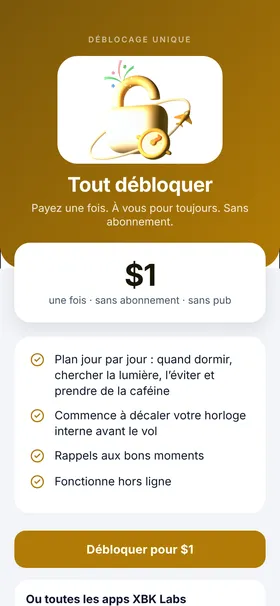 DÉBLOCAGE UNIQUE
Tout débloquer
Payez une fois. À vous pour toujours. Sans
abonnement.
$1
une fois · sans abonnement · sans pub
Plan jour par jour : quand dormir,
chercher la lumière, l’éviter et
prendre de la caféine
Commence à décaler votre horloge
interne avant le vol
Rappels aux bons moments
Fonctionne hors ligne
Débloquer pour $1
Ou toutes les apps XBK Labs